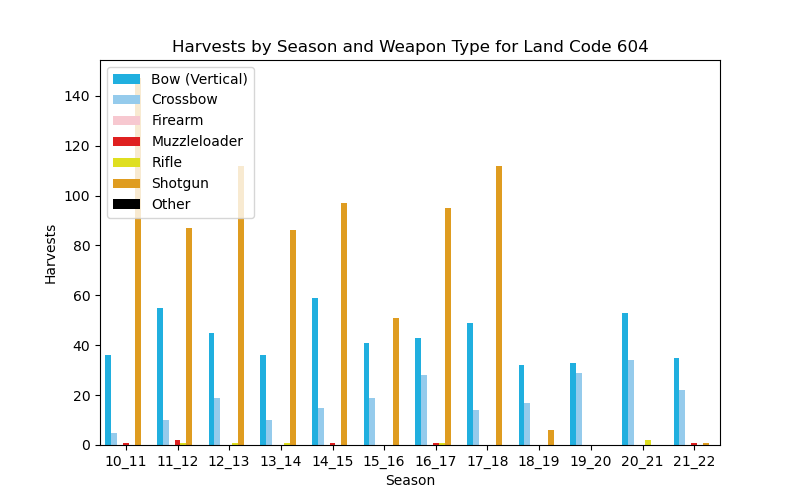 Harvests by Season and Weapon Type for Land Code 604
Bow (Vertical)
Crossbow
Firearm
Muzzleloader
Rifle
Shotgun
Other
140
120
100
80
60
40
20
0
Harvests
10_11 11_12 12_13 13_14 14_15 15_16 16_17 17_18 18_19 19_20 20_21 21_22
Season